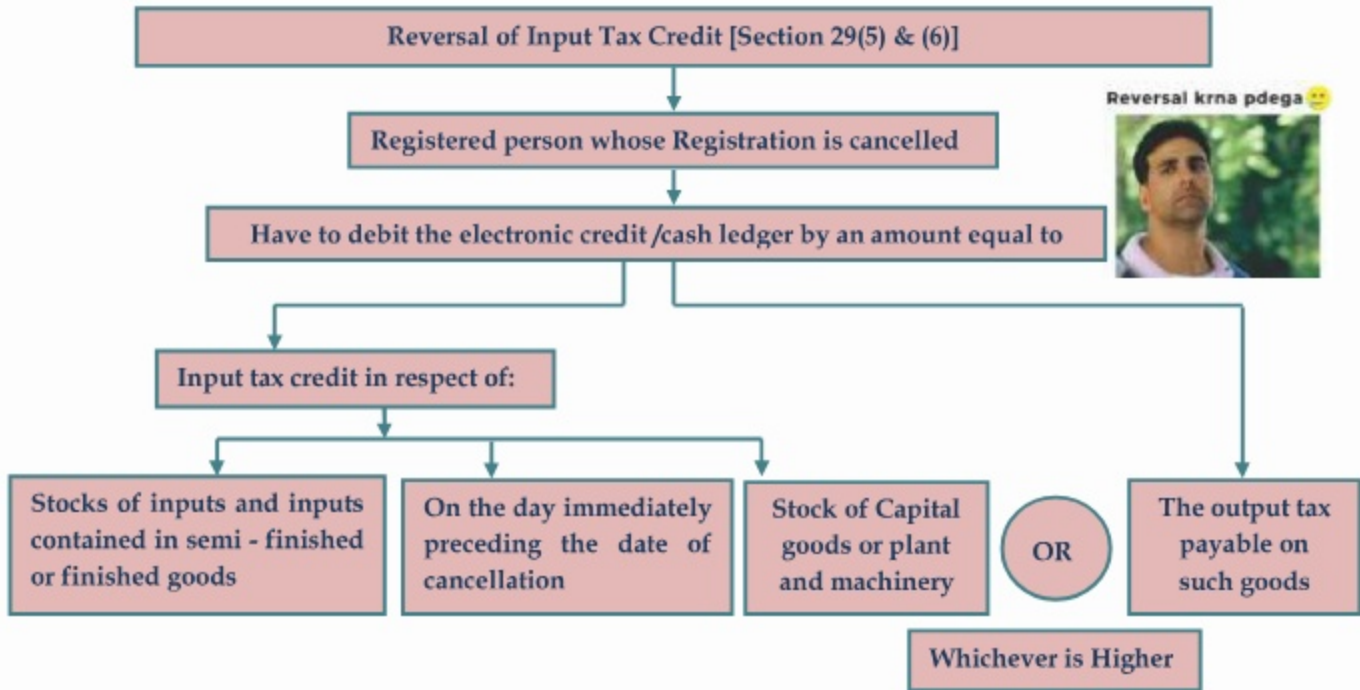 Reversal of Input Tax Credit [Section 29(5) & (6)]
Reversal krna pdega
Registered person whose Registration is cancelled
Have to debit the electronic credit /cash ledger by an amount equal to
Input tax credit in respect of:
Stocks of inputs and inputs
contained in semi - finished
or finished goods
On the day immediately
preceding the date of
cancellation
Stock of Capital
goods or plant
and machinery
OR
The output tax
payable on
such goods
Whichever is Higher